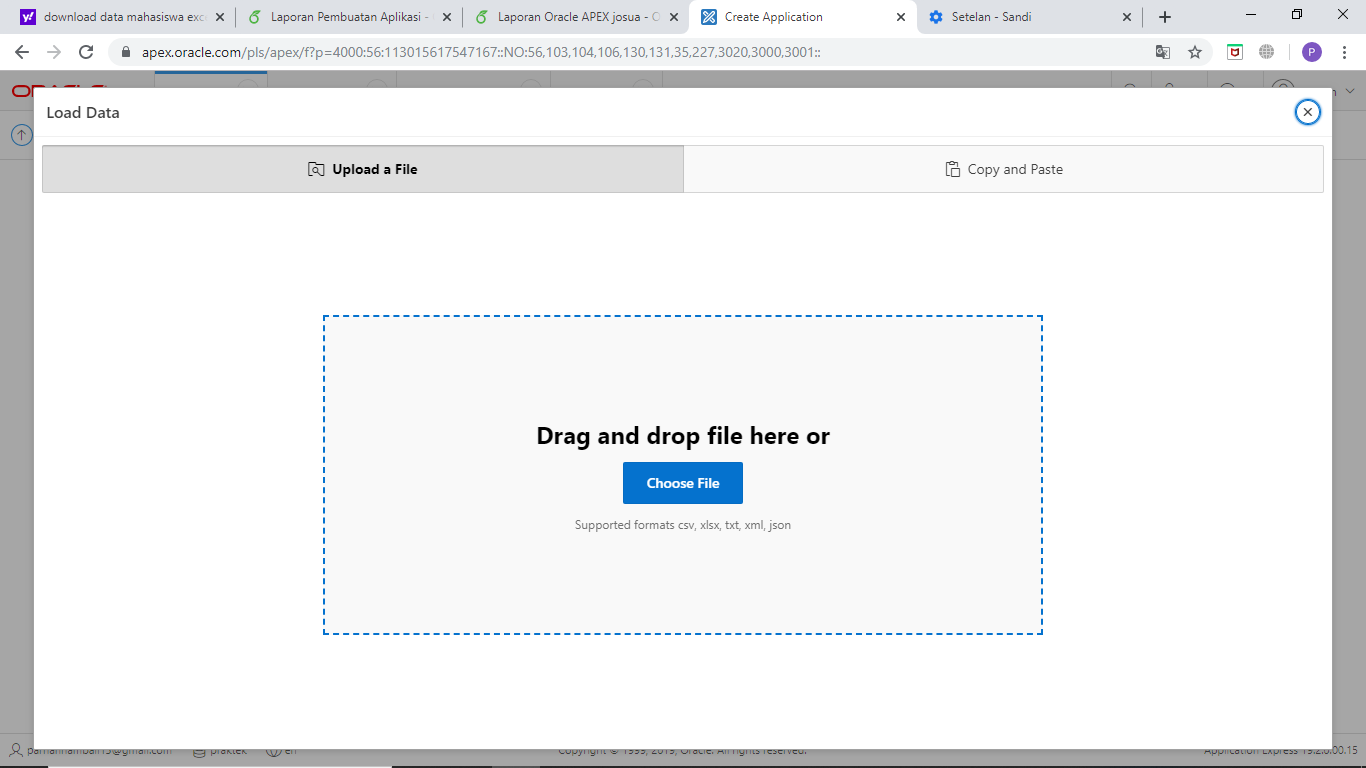 download data mahasiswa exc
Laporan Pembuatan Aplikasi -
Laporan Oracle APEX josua - O
Create Application
Setelan - Sandi
apex.oracle.com/pls/apex/f?p=4000:56:113015617547167::NO:56,103,104,106,130,131,35,227,3020,3000,3001::
P
Load Data
Upload a File
Copy and Paste
Drag and drop file here or
Choose File
Supported formats csv, xlsx, txt, xml, json
praktek
en
Copyright © 1999, 2019, Oracle. All rights reserved.
Application Express 19.2.0.00.15